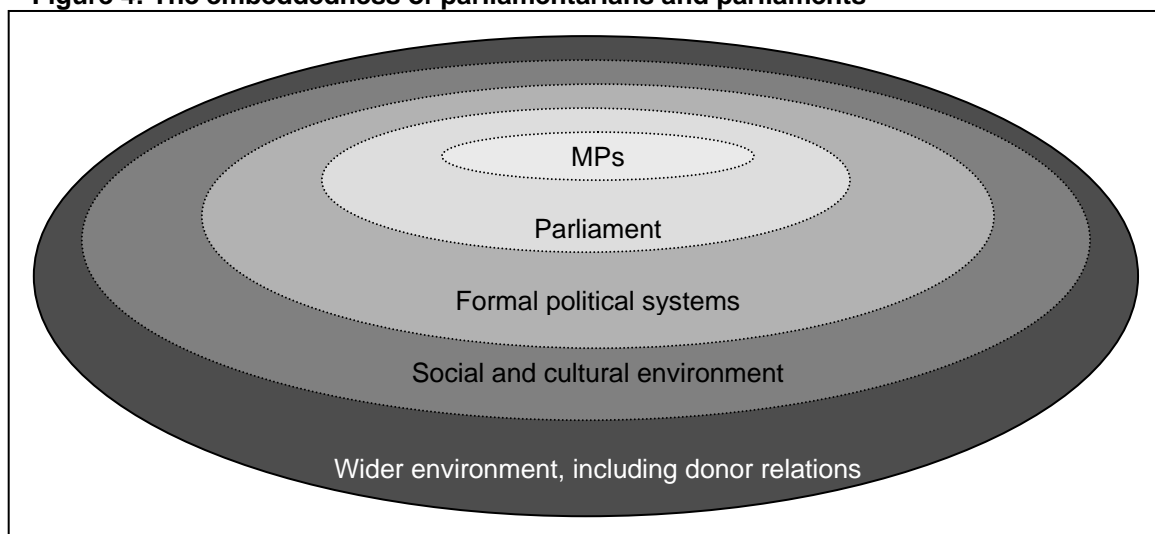 Figure 4: The embeddedness of parliamentarians and parliaments
MPs
Parliament
Formal political systems
Social and cultural environment
Wider environment, including donor relations